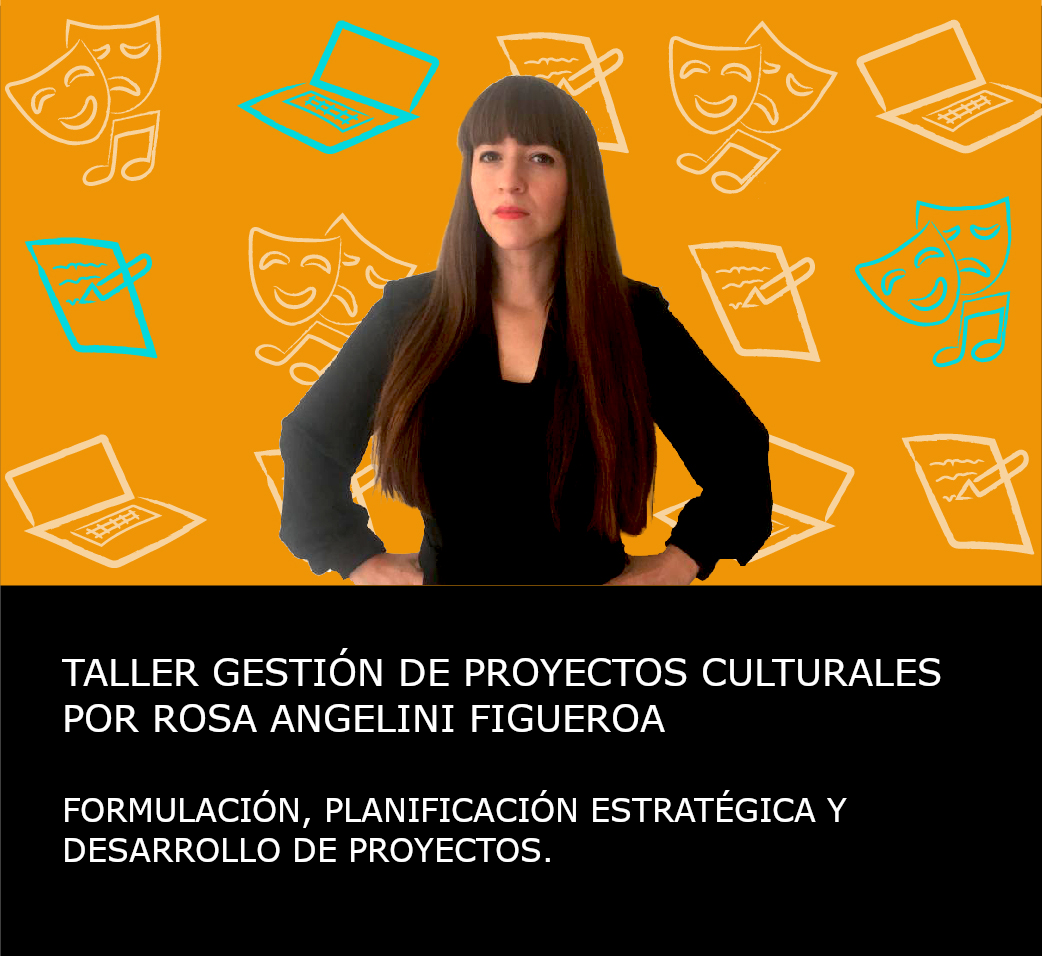 TALLER GESTIÓN DE PROYECTOS CULTURALES
POR ROSA ANGELINI FIGUEROA
FORMULACIÓN, PLANIFICACIÓN ESTRATÉGICA Y
DESARROLLO DE PROYECTOS.